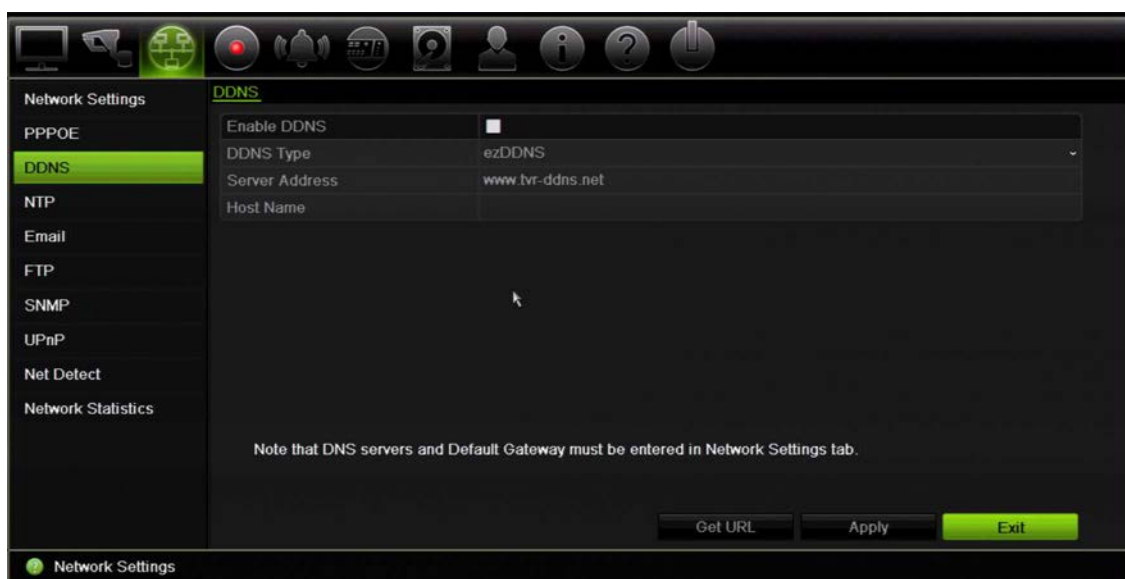 Network Settings
PPPOE
DDNS
NTP
Email
FTP
SNMP
UPnP
Net Detect
Network Statistics
DDNS
Enable DDNS
DDNS Type ezDDNS
Server Address www.tvr-ddns.net
Host Name
Note that DNS servers and Default Gateway must be entered in Network Settings tab.
Get URL Apply Exit
? Network Settings